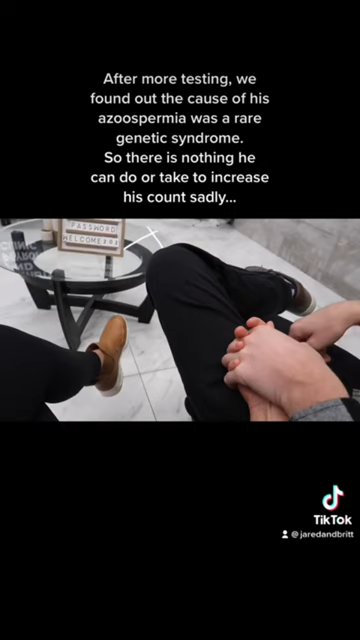 After more testing, we
found out the cause of his
azoospermia was a rare
genetic syndrome.
So there is nothing he
can do or take to increase
his count sadly...
PASSWORD
WELCOME
TikTok
@jaredandbritt